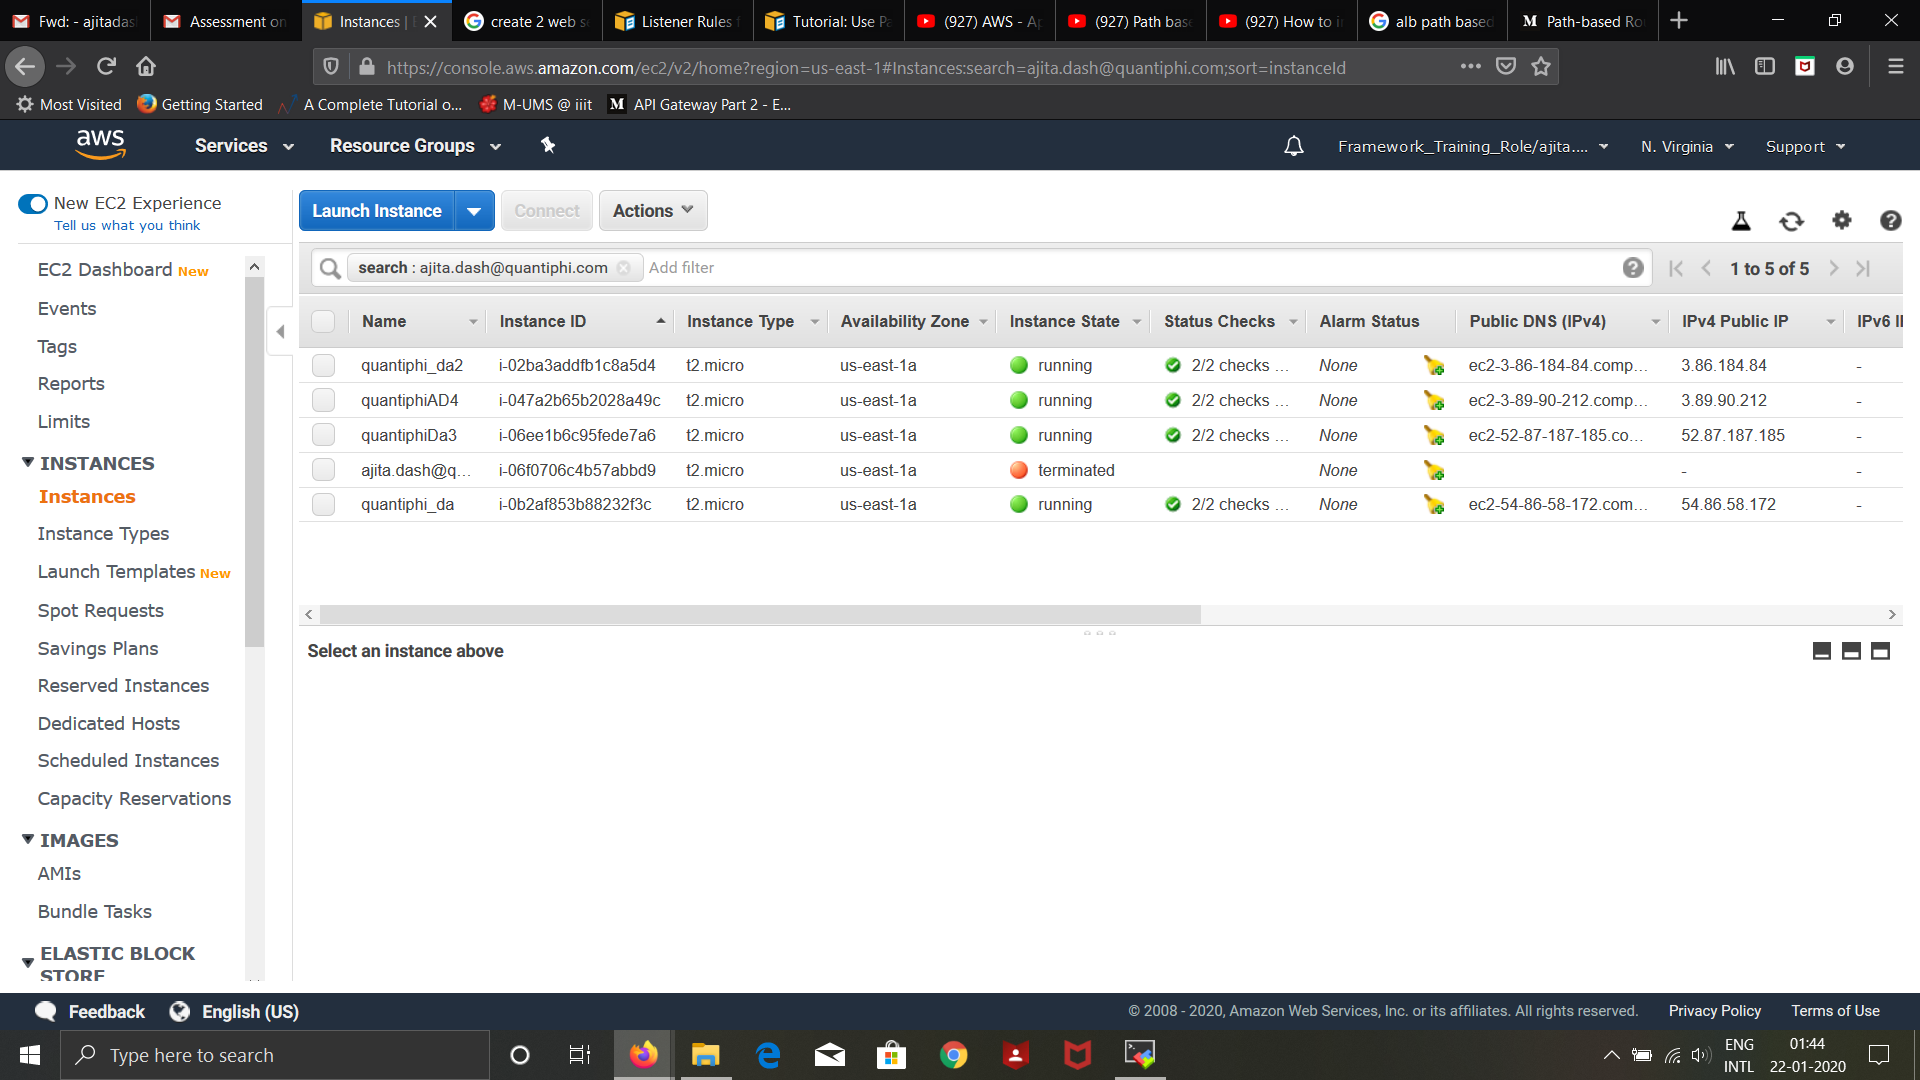 Fwd: - ajitadas
Assessment on
Instances | E
create 2 web se
Listener Rules f
Tutorial: Use Pa
(927) AWS - Ap
(927) Path base
(927) How to i
alb path based
Path-based Ro
https://console.aws.amazon.com/ec2/v2/home?region=us-east-1#Instances:search=ajita.dash@quantiphi.com;sort=instanceId
Most Visited
Getting Started
A Complete Tutorial o...
M-UMS @ iiit
M API Gateway Part 2 - E...
aws
Services
Resource Groups
Framework_Training_Role/ajita....
N. Virginia
Support
New EC2 Experience
Tell us what you think
EC2 Dashboard New
Events
Tags
Reports
Limits
INSTANCES
Instances
Instance Types
Launch Templates New
Spot Requests
Savings Plans
Reserved Instances
Dedicated Hosts
Scheduled Instances
Capacity Reservations
IMAGES
AMIs
Bundle Tasks
ELASTIC BLOCK
STORE
Launch Instance
Connect
Actions
search : ajita.dash@quantiphi.com
Add filter
1 to 5 of 5
Name Instance ID Instance Type Availability Zone Instance State Status Checks Alarm Status Public DNS (IPv4) IPv4 Public IP IPv6 I
quantiphi_da2 i-02ba3addfb1c8a5d4 t2.micro us-east-1a running 2/2 checks ... None ec2-3-86-184-84.comp... 3.86.184.84 -
quantiphiAD4 i-047a2b65b2028a49c t2.micro us-east-1a running 2/2 checks ... None ec2-3-89-90-212.comp... 3.89.90.212 -
quantiphiDa3 i-06ee1b6c95fede7a6 t2.micro us-east-1a running 2/2 checks ... None ec2-52-87-187-185.co... 52.87.187.185 -
ajita.dash@q... i-06f0706c4b57abbd9 t2.micro us-east-1a terminated None - -
quantiphi_da i-0b2af853b88232f3c t2.micro us-east-1a running 2/2 checks ... None ec2-54-86-58-172.com... 54.86.58.172 -
Select an instance above
Feedback
English (US)
© 2008 - 2020, Amazon Web Services, Inc. or its affiliates. All rights reserved.
Privacy Policy
Terms of Use
Type here to search
ENG
INTL
01:44
22-01-2020